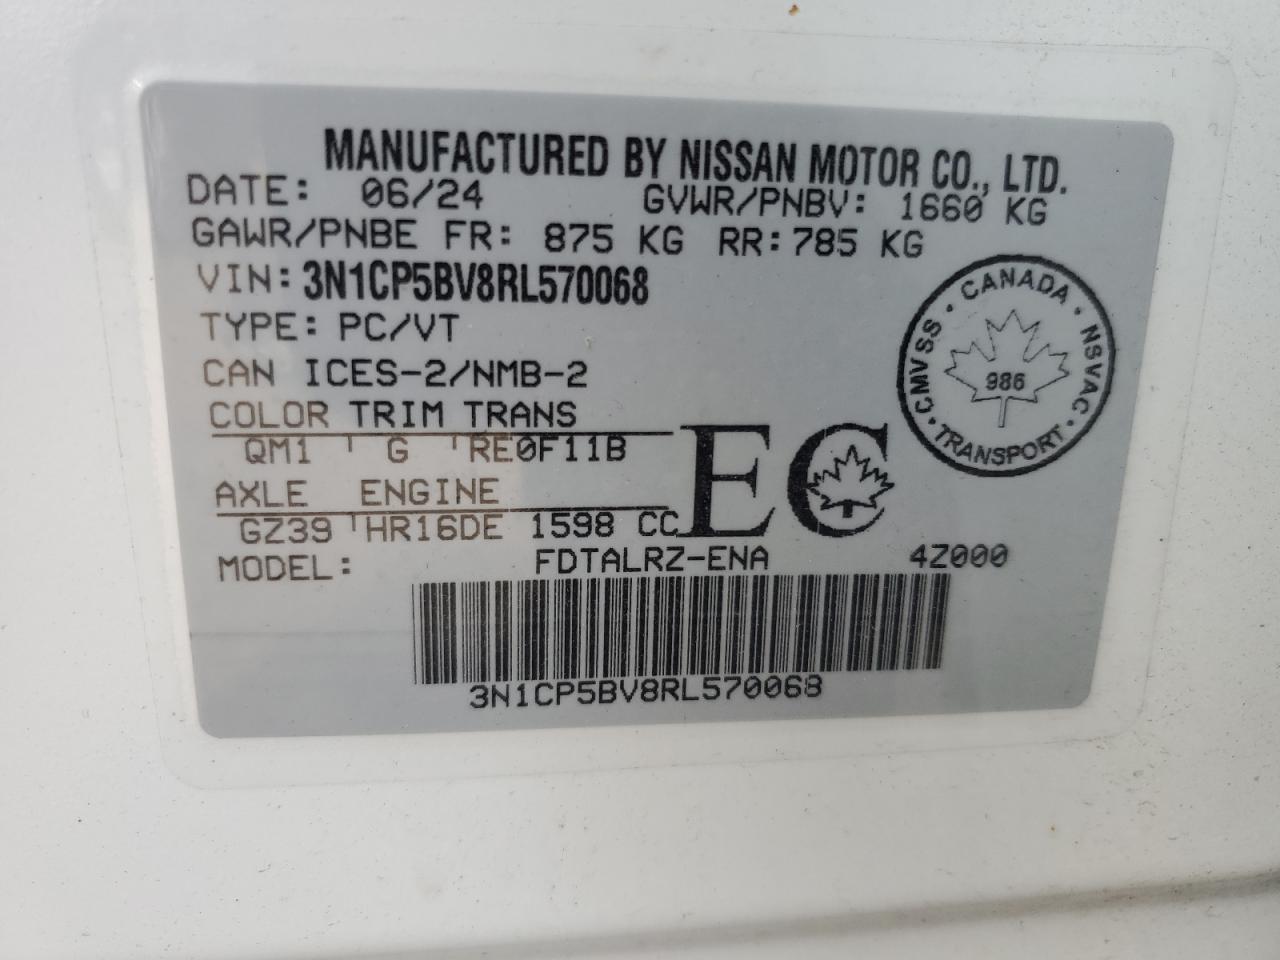 MANUFACTURED BY NISSAN MOTOR CO., LTD.
DATE: 06/24 GVWR/PNBV: 1660 KG
GAWR/PNBE FR: 875 KG RR: 785 KG
VIN: 3N1CP5BV8RL570068
TYPE: PC/VT
CAN ICES-2/NMB-2
COLOR TRIM TRANS
QM1 G RE0F11B
AXLE ENGINE
GZ39 HR16DE 1598 CC
EC
CANADA · NSVAC · TRANSPORT · CMVSS ·
986
MODEL: FDTALRZ-ENA 4Z000
3N1CP5BV8RL570068